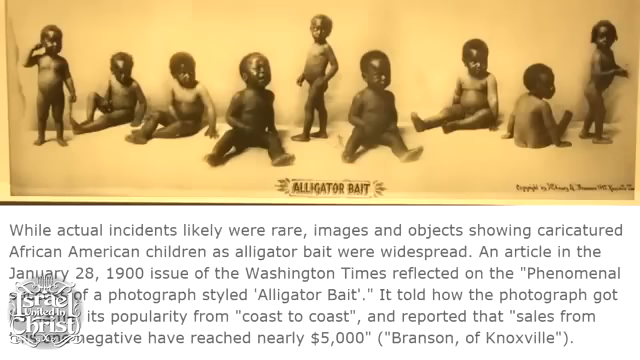 ALLIGATOR BAIT
While actual incidents likely were rare, images and objects showing caricatured
African American children as alligator bait were widespread. An article in the
January 28, 1900 issue of the Washington Times reflected on the "Phenomenal
of a photograph styled 'Alligator Bait'." It told how the photograph got
its popularity from "coast to coast", and reported that "sales from
negative have reached nearly $5,000" ("Branson, of Knoxville").
Israel
United
In
Christ